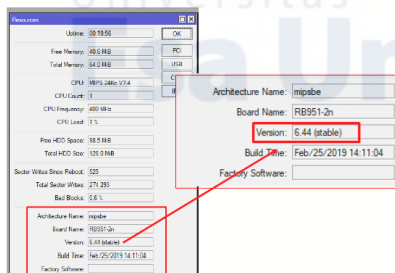 Universitas
Esa Un
Resources
Uptime: 00:19:56
OK
Free Memory: 40.6 MiB
PCI
Total Memory: 64.0 MiB
USB
CPU: MIPS 24Kc V7.4
CPU Count: 1
CPU Frequency: 400 MHz
CPU Load: 1 %
Free HDD Space: 98.5 MiB
Total HDD Size: 128.0 MiB
Sector Writes Since Reboot: 525
Total Sector Writes: 274 293
Bad Blocks: 0.6 %
Architecture Name: mipsbe
Board Name: RB951-2n
Version: 6.44 (stable)
Build Time: Feb/25/2019 14:11:04
Factory Software:
Architecture Name: mipsbe
Board Name: RB951-2n
Version: 6.44 (stable)
Build Time: Feb/25/2019 14:11:04
Factory Software: